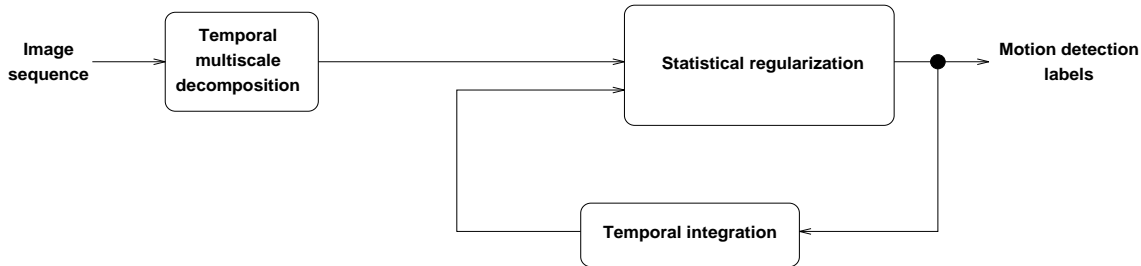 Image
sequence
Temporal
multiscale
decomposition
Statistical regularization
Motion detection
labels
Temporal integration